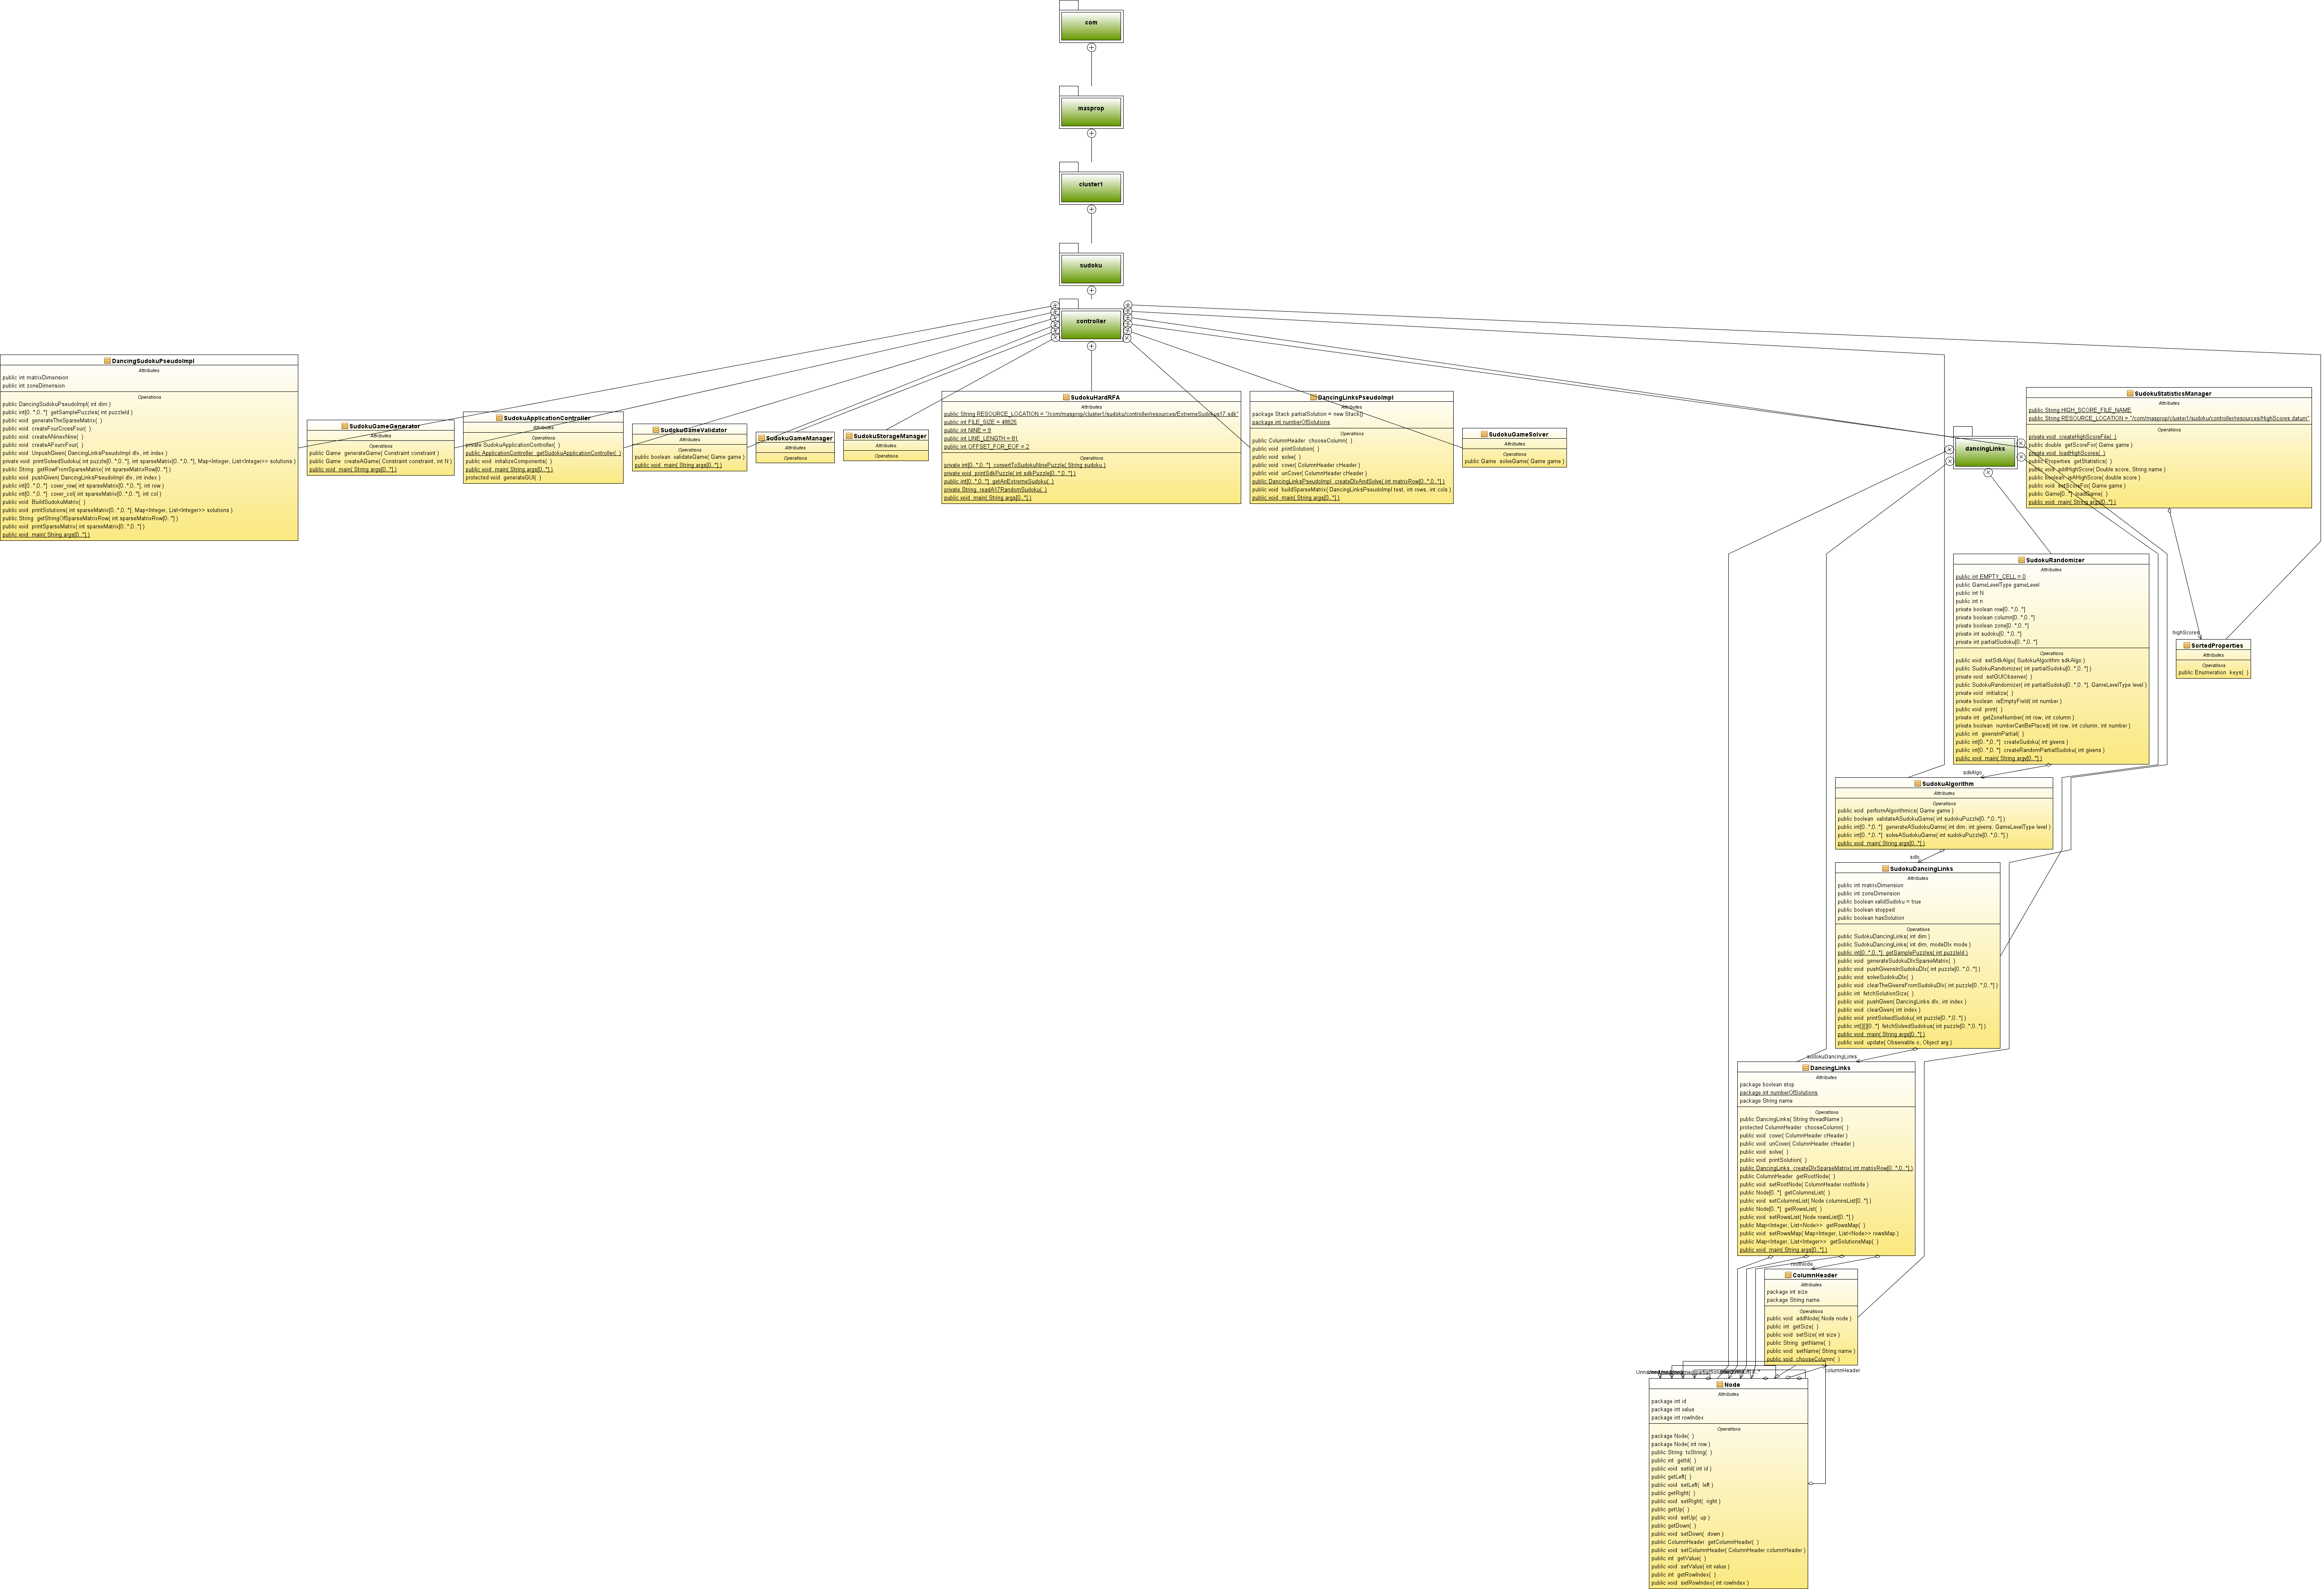 com
masprop
cluster1
sudoku
controller
DancingSudokuPseudoImpl
Attributes
public int matrixDimension
public int zoneDimension
Operations
public DancingSudokuPseudoImpl( int dim )
public int[0..*,0..*]  getSamplePuzzles( int puzzleId )
public void  generateTheSparseMatrix(  )
public void  createFourCrossFour(  )
public void  createANinexNine(  )
public void  createAFourxFour(  )
public void  UnpushGiven( DancingLinksPseudoImpl dlx, int index )
private void  printSolvedSudoku( int puzzle[0..*,0..*], int sparseMatrix[0..*,0..*], Map<Integer, List<Integer>> solutions )
public String  getRowFromSparseMatrix( int sparseMatrixRow[0..*] )
public void  pushGiven( DancingLinksPseudoImpl dlx, int index )
public int[0..*,0..*]  cover_row( int sparseMatrix[0..*,0..*], int row )
public int[0..*,0..*]  cover_col( int sparseMatrix[0..*,0..*], int col )
public void  BuildSudokuMatrix(  )
public void  printSolutions( int sparseMatrix[0..*,0..*], Map<Integer, List<Integer>> solutions )
public String  getStringOfSparseMatrixRow( int sparseMatrixRow[0..*] )
public void  printSparseMatrix( int sparseMatrix[0..*,0..*] )
public void  main( String args[0..*] )
SudokuGameGenerator
Attributes
Operations
public Game  generateGame( Constraint constraint )
public Game  createAGame( Constraint constraint, int N )
public void  main( String args[0..*] )
SudokuApplicationController
Attributes
Operations
private SudokuApplicationController(  )
public ApplicationController  getSudokuApplicationController(  )
public void  initializeComponents(  )
public void  main( String args[0..*] )
protected void  generateGUI(  )
SudokuGameValidator
Attributes
Operations
public boolean  validateGame( Game game )
public void  main( String args[0..*] )
SudokuGameManager
Attributes
Operations
SudokuStorageManager
Attributes
Operations
SudokuHardRFA
Attributes
public String RESOURCE_LOCATION = "/com/masprop/cluster1/sudoku/controller/resources/ExtremeSudokus17.sdk"
public int FILE_SIZE = 48826
public int NINE = 9
public int LINE_LENGTH = 81
public int OFFSET_FOR_EOF = 2
Operations
private int[0..*,0..*]  convertToSudokuNinePuzzle( String sudoku )
private void  printSdkPuzzle( int sdkPuzzle[0..*,0..*] )
public int[0..*,0..*]  getAnExtremeSudoku(  )
private String  readA17RandomSudoku(  )
public void  main( String args[0..*] )
DancingLinksPseudoImpl
Attributes
package Stack partialSolution = new Stack()
package int numberOfSolutions
Operations
public ColumnHeader  chooseColumn(  )
public void  printSolution(  )
public void  solve(  )
public void  cover( ColumnHeader cHeader )
public void  unCover( ColumnHeader cHeader )
public DancingLinksPseudoImpl  createDlxAndSolve( int matrixRow[0..*,0..*] )
public void  buildSparseMatrix( DancingLinksPseudoImpl test, int rows, int cols )
public void  main( String args[0..*] )
SudokuGameSolver
Attributes
Operations
public Game  solveGame( Game game )
dancingLinks
SudokuStatisticsManager
Attributes
public String HIGH_SCORE_FILE_NAME
public String RESOURCE_LOCATION = "/com/masprop/cluster1/sudoku/controller/resources/HighScores.datum"
Operations
private void  createHighScoreFile(  )
public double  getScoreFor( Game game )
private void  loadHighScores(  )
public Properties  getStatistics(  )
public void  addHighScore( Double score, String name )
public boolean  isAHighScore( double score )
public void  setScoreFor( Game game )
public Game[0..*]  loadGame(  )
public void  main( String args[0..*] )
SudokuRandomizer
Attributes
public int EMPTY_CELL = 0
public GameLevelType gameLevel
public int N
public int n
private boolean row[0..*,0..*]
private boolean column[0..*,0..*]
private boolean zone[0..*,0..*]
private int sudoku[0..*,0..*]
private int partialSudoku[0..*,0..*]
Operations
public void  setSdkAlgo( SudokuAlgorithm sdkAlgo )
public SudokuRandomizer( int partialSudoku[0..*,0..*] )
private void  setGUIObserver(  )
public SudokuRandomizer( int partialSudoku[0..*,0..*], GameLevelType level )
private void  initialize(  )
private boolean  isEmptyField( int number )
public void  print(  )
private int  getZoneNumber( int row, int column )
private boolean  numberCanBePlaced( int row, int column, int number )
public int  givensInPartial(  )
public int[0..*,0..*]  createSudoku( int givens )
public int[0..*,0..*]  createRandomPartialSudoku( int givens )
public void  main( String argv[0..*] )
highScores
SortedProperties
Attributes
Operations
public Enumeration  keys(  )
sdkAlgo
SudokuAlgorithm
Attributes
Operations
public void  performAlgorithmics( Game game )
public boolean  validateASudokuGame( int sudokuPuzzle[0..*,0..*] )
public int[0..*,0..*]  generateASudokuGame( int dim, int givens, GameLevelType level )
public int[0..*,0..*]  solveASudokuGame( int sudokuPuzzle[0..*,0..*] )
public void  main( String args[0..*] )
sdlx
SudokuDancingLinks
Attributes
public int matrixDimension
public int zoneDimension
public boolean validSudoku = true
public boolean stopped
public boolean hasSolution
Operations
public SudokuDancingLinks( int dim )
public SudokuDancingLinks( int dim, modeDlx mode )
public int[0..*,0..*]  getSamplePuzzles( int puzzleId )
public void  generateSudokuDlxSparseMatrix(  )
public void  pushGivensInSudokuDlx( int puzzle[0..*,0..*] )
public void  solveSudokuDlx(  )
public void  clearTheGivensFromSudokuDlx( int puzzle[0..*,0..*] )
public int  fetchSolutionSize(  )
public void  pushGiven( DancingLinks dlx, int index )
public void  clearGiven( int index )
public void  printSolvedSudoku( int puzzle[0..*,0..*] )
public int[][][0..*]  fetchSolvedSudokus( int puzzle[0..*,0..*] )
public void  main( String args[0..*] )
public void  update( Observable o, Object arg )
sudokuDancingLinks
DancingLinks
Attributes
package boolean stop
package int numberOfSolutions
package String name
Operations
public DancingLinks( String threadName )
protected ColumnHeader  chooseColumn(  )
public void  cover( ColumnHeader cHeader )
public void  unCover( ColumnHeader cHeader )
public void  solve(  )
public void  printSolution(  )
public DancingLinks  createDlxSparseMatrix( int matrixRow[0..*,0..*] )
public ColumnHeader  getRootNode(  )
public void  setRootNode( ColumnHeader rootNode )
public Node[0..*]  getColumnsList(  )
public void  setColumnsList( Node columnsList[0..*] )
public Node[0..*]  getRowsList(  )
public void  setRowsList( Node rowsList[0..*] )
public Map<Integer, List<Node>>  getRowsMap(  )
public void  setRowsMap( Map<Integer, List<Node>> rowsMap )
public Map<Integer, List<Integer>>  getSolutionsMap(  )
public void  main( String args[0..*] )
rootNode
ColumnHeader
Attributes
package int size
package String name
Operations
public void  addNode( Node node )
public int  getSize(  )
public void  setSize( int size )
public String  getName(  )
public void  setName( String name )
public void  chooseColumn(  )
columnHeader
Node
Attributes
package int id
package int value
package int rowIndex
Operations
package Node(  )
package Node( int row )
public String  toString(  )
public int  getId(  )
public void  setId( int id )
public getLeft(  )
public void  setLeft(  left )
public getRight(  )
public void  setRight(  right )
public getUp(  )
public void  setUp(  up )
public getDown(  )
public void  setDown(  down )
public ColumnHeader  getColumnHeader(  )
public void  setColumnHeader( ColumnHeader columnHeader )
public int  getValue(  )
public void  setValue( int value )
public int  getRowIndex(  )
public void  setRowIndex( int rowIndex )